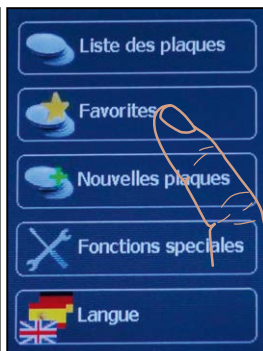 Liste des plaques
Favorites
Nouvelles plaques
Fonctions speciales
Langue